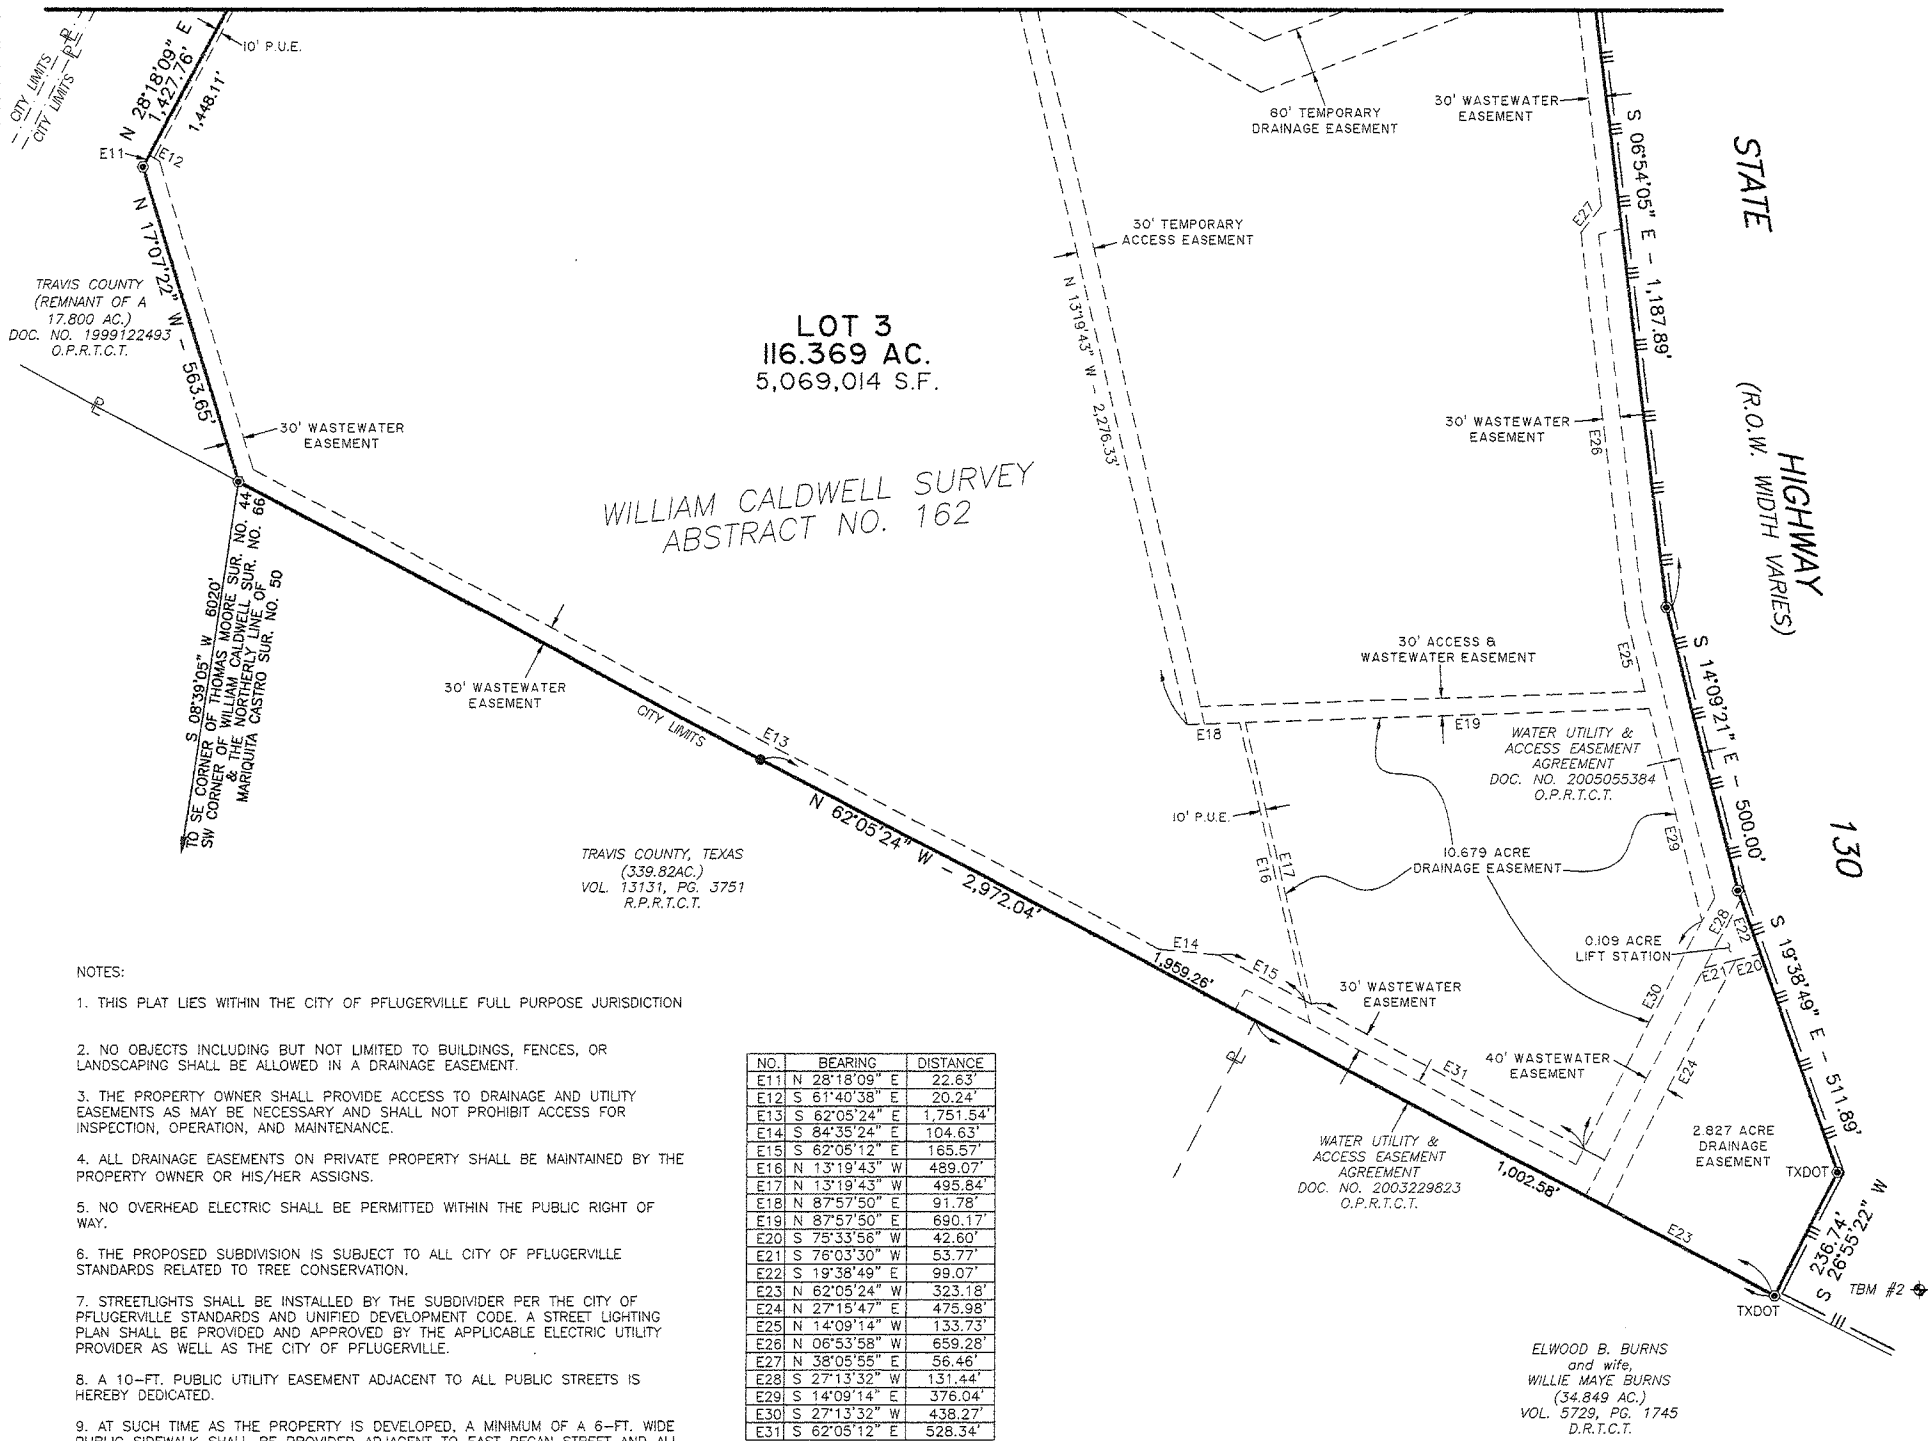 CITY LIMITS
CITY LIMITS
N 28°18'09" E
1,427.76'
1,448.11'
10' P.U.E.
E11
E12
N 17°07'22" W - 563.65'
TRAVIS COUNTY
(REMNANT OF A
17.800 AC.)
DOC. NO. 1999122493
O.P.R.T.C.T.
30' WASTEWATER
EASEMENT
S 08°39'05" W 6020'
TO SE CORNER OF THOMAS MOORE SUR. NO. 44
SW CORNER OF WILLIAM CALDWELL SUR. NO. 66
& THE NORTHERLY LINE OF
MARIQUITA CASTRO SUR. NO. 50
LOT 3
116.369 AC.
5,069,014 S.F.
WILLIAM CALDWELL SURVEY
ABSTRACT NO. 162
60' TEMPORARY
DRAINAGE EASEMENT
30' TEMPORARY
ACCESS EASEMENT
N 13°19'43" W - 2,276.33'
30' WASTEWATER
EASEMENT
S 06°54'05" E - 1,187.89'
E27
30' WASTEWATER
EASEMENT
E26
STATE
HIGHWAY
130
(R.O.W. WIDTH VARIES)
30' ACCESS &
WASTEWATER EASEMENT
E25
S 14°09'21" E - 500.00'
E18
E19
WATER UTILITY &
ACCESS EASEMENT
AGREEMENT
DOC. NO. 2005055384
O.P.R.T.C.T.
30' WASTEWATER
EASEMENT
CITY LIMITS
E13
N 62°05'24" W - 2,972.04'
TRAVIS COUNTY, TEXAS
(339.82AC.)
VOL. 13131, PG. 3751
R.P.R.T.C.T.
10' P.U.E.
E17
E16
10.679 ACRE
DRAINAGE EASEMENT
E29
E28
E22
0.109 ACRE
LIFT STATION
E21
E20
S 19°38'49" E - 511.89'
E14
1,959.26'
E15
30' WASTEWATER
EASEMENT
E30
E31
40' WASTEWATER
EASEMENT
E24
2.827 ACRE
DRAINAGE
EASEMENT
WATER UTILITY &
ACCESS EASEMENT
AGREEMENT
DOC. NO. 2003229823
O.P.R.T.C.T.
1,002.58'
E23
TXDOT
236.74'
S 26°55'22" W
TXDOT
TBM #2
ELWOOD B. BURNS
and wife,
WILLIE MAYE BURNS
(34.849 AC.)
VOL. 5729, PG. 1745
D.R.T.C.T.
NOTES:
1. THIS PLAT LIES WITHIN THE CITY OF PFLUGERVILLE FULL PURPOSE JURISDICTION
2. NO OBJECTS INCLUDING BUT NOT LIMITED TO BUILDINGS, FENCES, OR
LANDSCAPING SHALL BE ALLOWED IN A DRAINAGE EASEMENT.
3. THE PROPERTY OWNER SHALL PROVIDE ACCESS TO DRAINAGE AND UTILITY
EASEMENTS AS MAY BE NECESSARY AND SHALL NOT PROHIBIT ACCESS FOR
INSPECTION, OPERATION, AND MAINTENANCE.
4. ALL DRAINAGE EASEMENTS ON PRIVATE PROPERTY SHALL BE MAINTAINED BY THE
PROPERTY OWNER OR HIS/HER ASSIGNS.
5. NO OVERHEAD ELECTRIC SHALL BE PERMITTED WITHIN THE PUBLIC RIGHT OF
WAY.
6. THE PROPOSED SUBDIVISION IS SUBJECT TO ALL CITY OF PFLUGERVILLE
STANDARDS RELATED TO TREE CONSERVATION.
7. STREETLIGHTS SHALL BE INSTALLED BY THE SUBDIVIDER PER THE CITY OF
PFLUGERVILLE STANDARDS AND UNIFIED DEVELOPMENT CODE. A STREET LIGHTING
PLAN SHALL BE PROVIDED AND APPROVED BY THE APPLICABLE ELECTRIC UTILITY
PROVIDER AS WELL AS THE CITY OF PFLUGERVILLE.
8. A 10-FT. PUBLIC UTILITY EASEMENT ADJACENT TO ALL PUBLIC STREETS IS
HEREBY DEDICATED.
9. AT SUCH TIME AS THE PROPERTY IS DEVELOPED, A MINIMUM OF A 6-FT. WIDE
PUBLIC SIDEWALK SHALL BE PROVIDED ADJACENT TO EAST PECAN STREET AND ALL
NO. BEARING DISTANCE
E11 N 28°18'09" E 22.63'
E12 S 61°40'38" E 20.24'
E13 S 62°05'24" E 1,751.54'
E14 S 84°35'24" E 104.63'
E15 S 62°05'12" E 165.57'
E16 N 13°19'43" W 489.07'
E17 N 13°19'43" W 495.84'
E18 N 87°57'50" E 91.78'
E19 N 87°57'50" E 690.17'
E20 S 75°33'56" W 42.60'
E21 S 76°03'30" W 53.77'
E22 S 19°38'49" E 99.07'
E23 N 62°05'24" W 323.18'
E24 N 27°15'47" E 475.98'
E25 N 14°09'14" W 133.73'
E26 N 06°53'58" W 659.28'
E27 N 38°05'55" E 56.46'
E28 S 27°13'32" W 131.44'
E29 S 14°09'14" E 376.04'
E30 S 27°13'32" W 438.27'
E31 S 62°05'12" E 528.34'